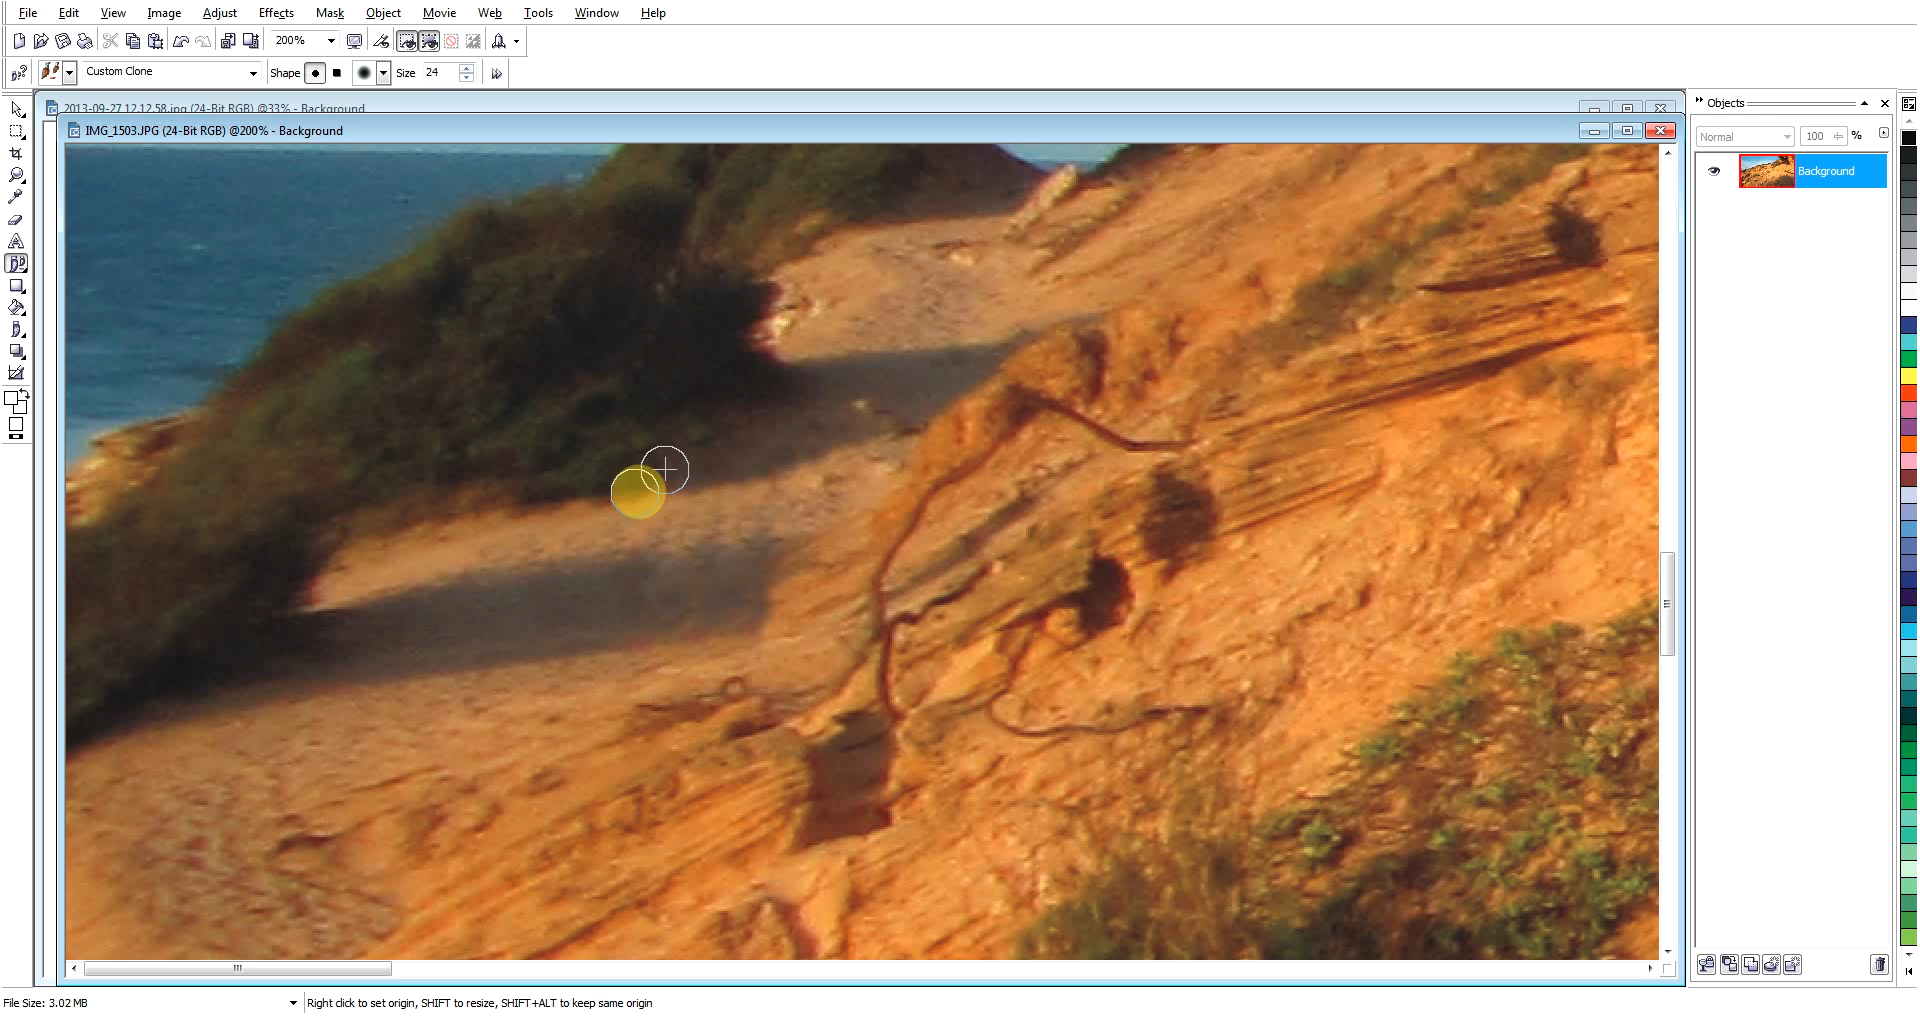 File Edit View Image Adjust Effects Mask Object Movie Web Tools Window Help
200%
Custom Clone Shape Size 24
2013-09-27 12.12.58.jpg (24-Bit RGB) @33% - Background
IMG_1503.JPG (24-Bit RGB) @200% - Background
Objects
Normal 100 %
Background
File Size: 3.02 MB Right click to set origin, SHIFT to resize, SHIFT+ALT to keep same origin